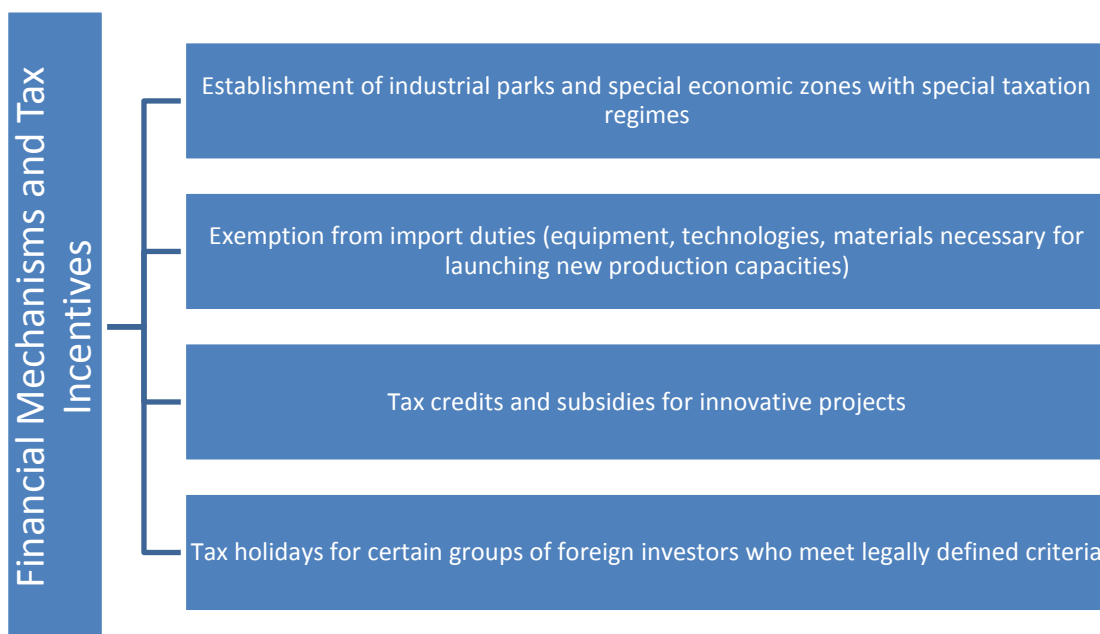 Financial Mechanisms and Tax
Incentives
Establishment of industrial parks and special economic zones with special taxation
regimes
Exemption from import duties (equipment, technologies, materials necessary for
launching new production capacities)
Tax credits and subsidies for innovative projects
Tax holidays for certain groups of foreign investors who meet legally defined criteria